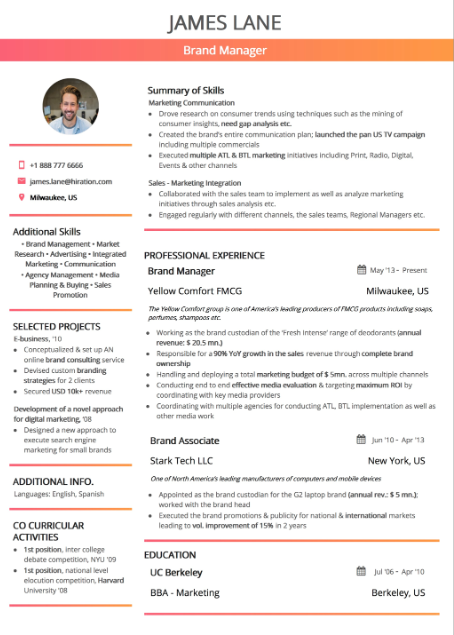 JAMES LANE
Brand Manager
+1 888 777 6666
james.lane@hiration.com
Milwaukee, US
Additional Skills
• Brand Management • Market
Research • Advertising • Integrated
Marketing • Communication
• Agency Management • Media
Planning & Buying • Sales
Promotion
SELECTED PROJECTS
E-business, '10
• Conceptualized & set up AN
online brand consulting service
• Devised custom branding
strategies for 2 clients
• Secured USD 10k+ revenue
Development of a novel approach
for digital marketing, '08
• Designed a new approach to
execute search engine
marketing for small brands
ADDITIONAL INFO.
Languages: English, Spanish
CO CURRICULAR
ACTIVITIES
• 1st position, inter college
debate competition, NYU '09
• 1st position, national level
elocution competition, Harvard
University '08
Summary of Skills
Marketing Communication
• Drove research on consumer trends using techniques such as the mining of
consumer insights, need gap analysis etc.
• Created the brand's entire communication plan; launched the pan US TV campaign
including multiple commercials
• Executed multiple ATL & BTL marketing initiatives including Print, Radio, Digital,
Events & other channels
Sales - Marketing Integration
• Collaborated with the sales team to implement as well as analyze marketing
initiatives through sales analysis etc.
• Engaged regularly with different channels, the sales teams, Regional Managers etc.
PROFESSIONAL EXPERIENCE
Brand Manager May '13 – Present
Yellow Comfort FMCG Milwaukee, US
The Yellow Comfort group is one of America's leading producers of FMCG products including soaps,
perfumes, shampoos etc.
• Working as the brand custodian of the 'Fresh Intense' range of deodorants (annual
revenue: $ 20.5 mn.)
• Responsible for a 90% YoY growth in the sales revenue through complete brand
ownership
• Handling and deploying a total marketing budget of $ 5mn. across multiple channels
• Conducting end to end effective media evaluation & targeting maximum ROI by
coordinating with key media providers
• Coordinating with multiple agencies for conducting ATL, BTL implementation as well as
other media work
Brand Associate Jun '10 – Apr '13
Stark Tech LLC New York, US
One of North America's leading manufacturers of computers and mobile devices
• Appointed as the brand custodian for the G2 laptop brand (annual rev.: $ 5 mn.);
worked with the brand head
• Executed the brand promotions & publicity for national & international markets
leading to vol. improvement of 15% in 2 years
EDUCATION
UC Berkeley Jul '06 – Apr '10
BBA - Marketing Berkeley, US